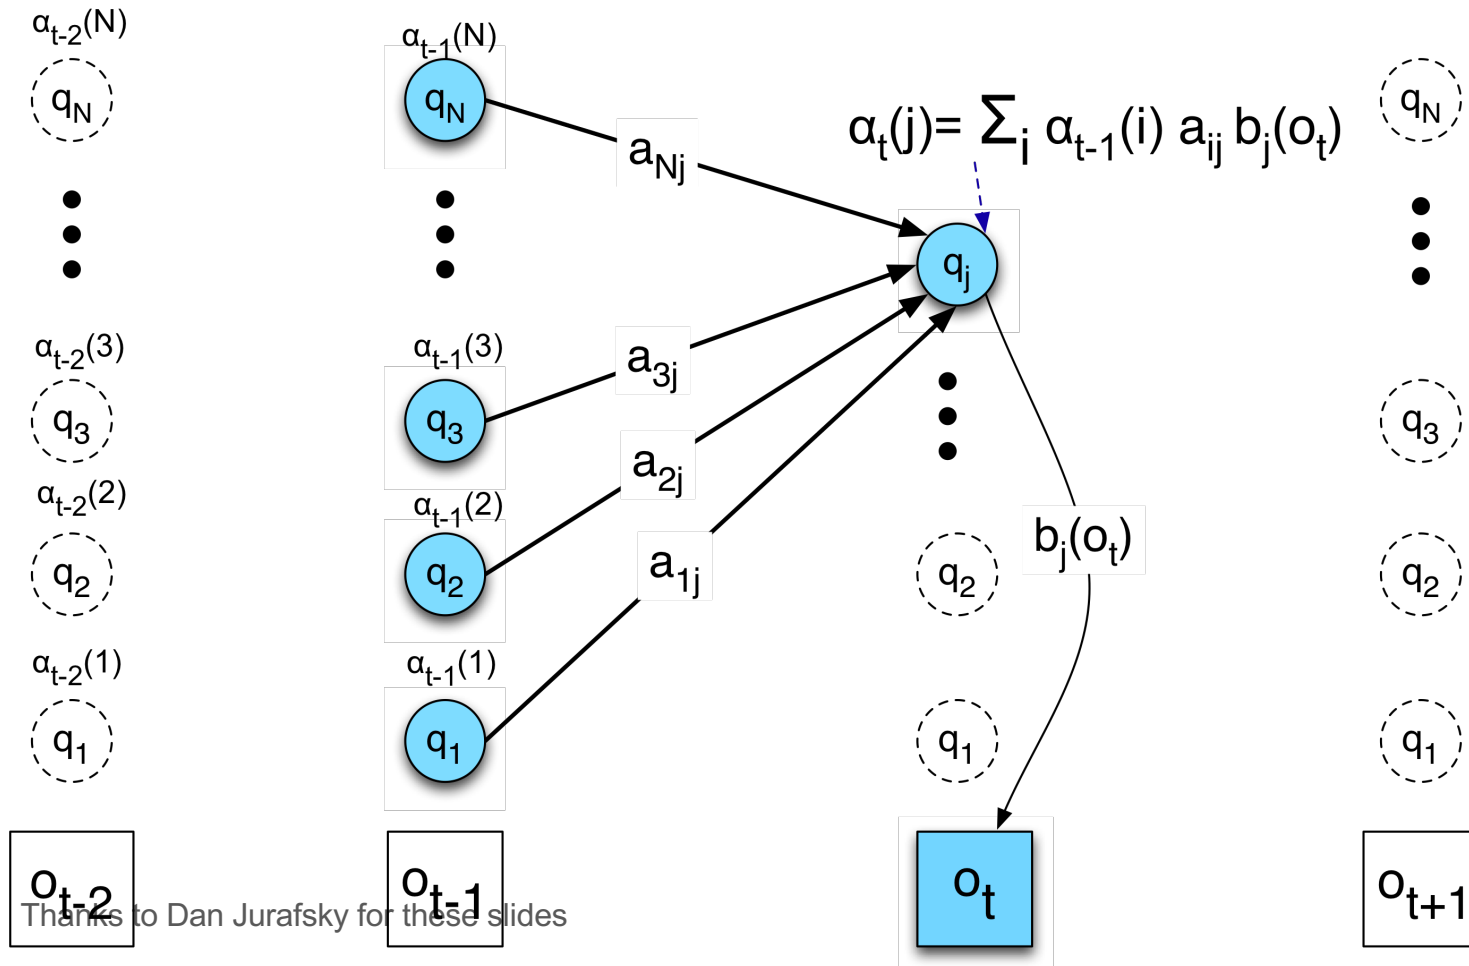 αt-2(N)
αt-1(N)
qN
qN
qN
αt(j)= Σi αt-1(i) aij bj(ot)
aNj
qj
αt-2(3)
αt-1(3)
a3j
q3
q3
q3
αt-2(2)
αt-1(2)
a2j
bj(ot)
a1j
q2
q2
q2
q2
αt-2(1)
αt-1(1)
q1
q1
q1
q1
ot-2
ot-1
ot
ot+1
Thanks to Dan Jurafsky for these slides